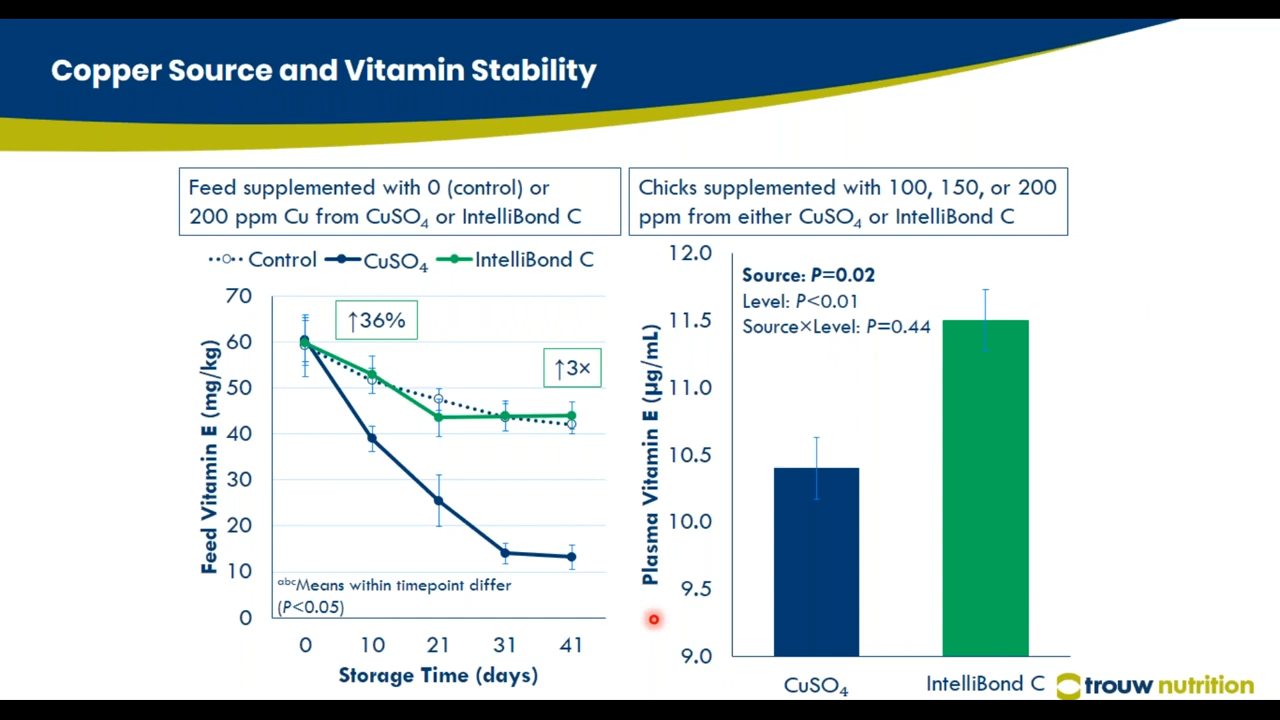 Copper Source and Vitamin Stability
Feed supplemented with 0 (control) or
200 ppm Cu from CuSO₄ or IntelliBond C
Control CuSO₄ IntelliBond C
Feed Vitamin E (mg/kg)
70
60
50
40
30
20
10
0
↑36%
↑3×
ᵃᵇᶜMeans within timepoint differ
(P<0.05)
0 10 21 31 41
Storage Time (days)
Chicks supplemented with 100, 150, or 200
ppm from either CuSO₄ or IntelliBond C
Plasma Vitamin E (µg/mL)
12.0
11.5
11.0
10.5
10.0
9.5
9.0
Source: P=0.02
Level: P<0.01
Source×Level: P=0.44
CuSO₄ IntelliBond C
trouw nutrition